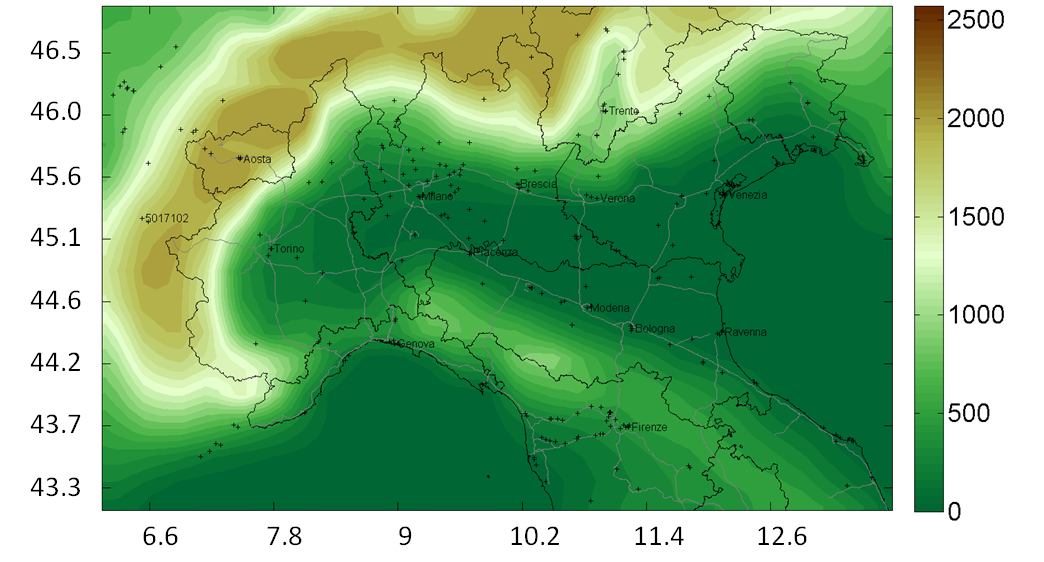 46.5
46.0
45.6
45.1
44.6
44.2
43.7
43.3
Trento
Aosta
Brescia
Milano
Verona
Venezia
5017102
Torino
Piacenza
Modena
Bologna
Ravenna
Genova
Firenze
6.6 7.8 9 10.2 11.4 12.6
2500
2000
1500
1000
500
0